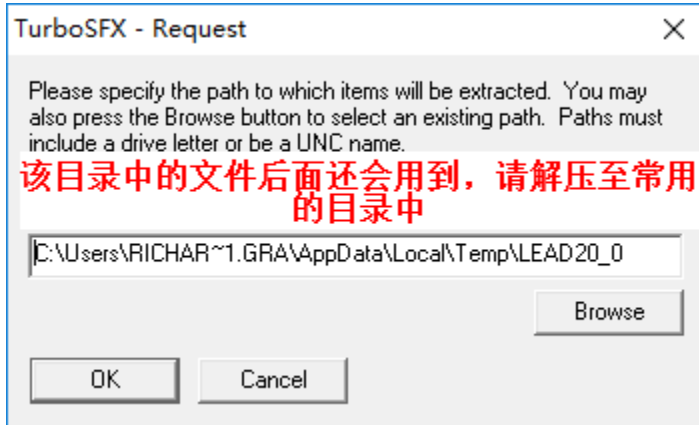 TurboSFX - Request
Please specify the path to which items will be extracted. You may
also press the Browse button to select an existing path. Paths must
include a drive letter or be a UNC name.
该目录中的文件后面还会用到，请解压至常用
的目录中
C:\Users\RICHAR~1.GRA\AppData\Local\Temp\LEAD20_0
Browse
OK Cancel